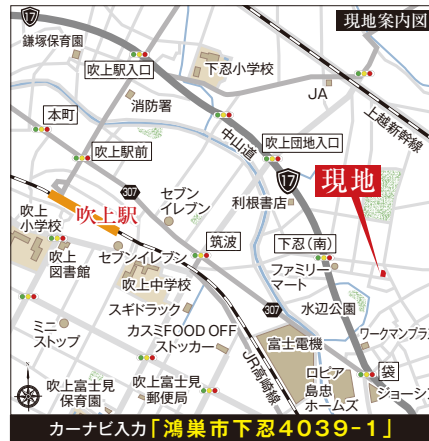 現地案内図
17
鎌塚保育園
吹上駅入口
下忍小学校
消防署
JA
上越新幹線
本町
中山道
吹上駅前
吹上団地入口
17
現地
307
セブン
イレブン
利根書店
吹上駅
吹上
小学校
筑波
下忍(南)
吹上
図書館
セブンイレブン
ファミリー
マート
吹上中学校
307
水辺公園
スギドラッグ
ミニ
ストップ
カスミFOOD OFF
ストッカー
富士電機
ワークマンプラ
JR高崎線
ロピア
島忠
ホームズ
袋
ジョーシン
吹上富士見
保育園
吹上富士見
郵便局
カーナビ入力「鴻巣市下忍4039-1」